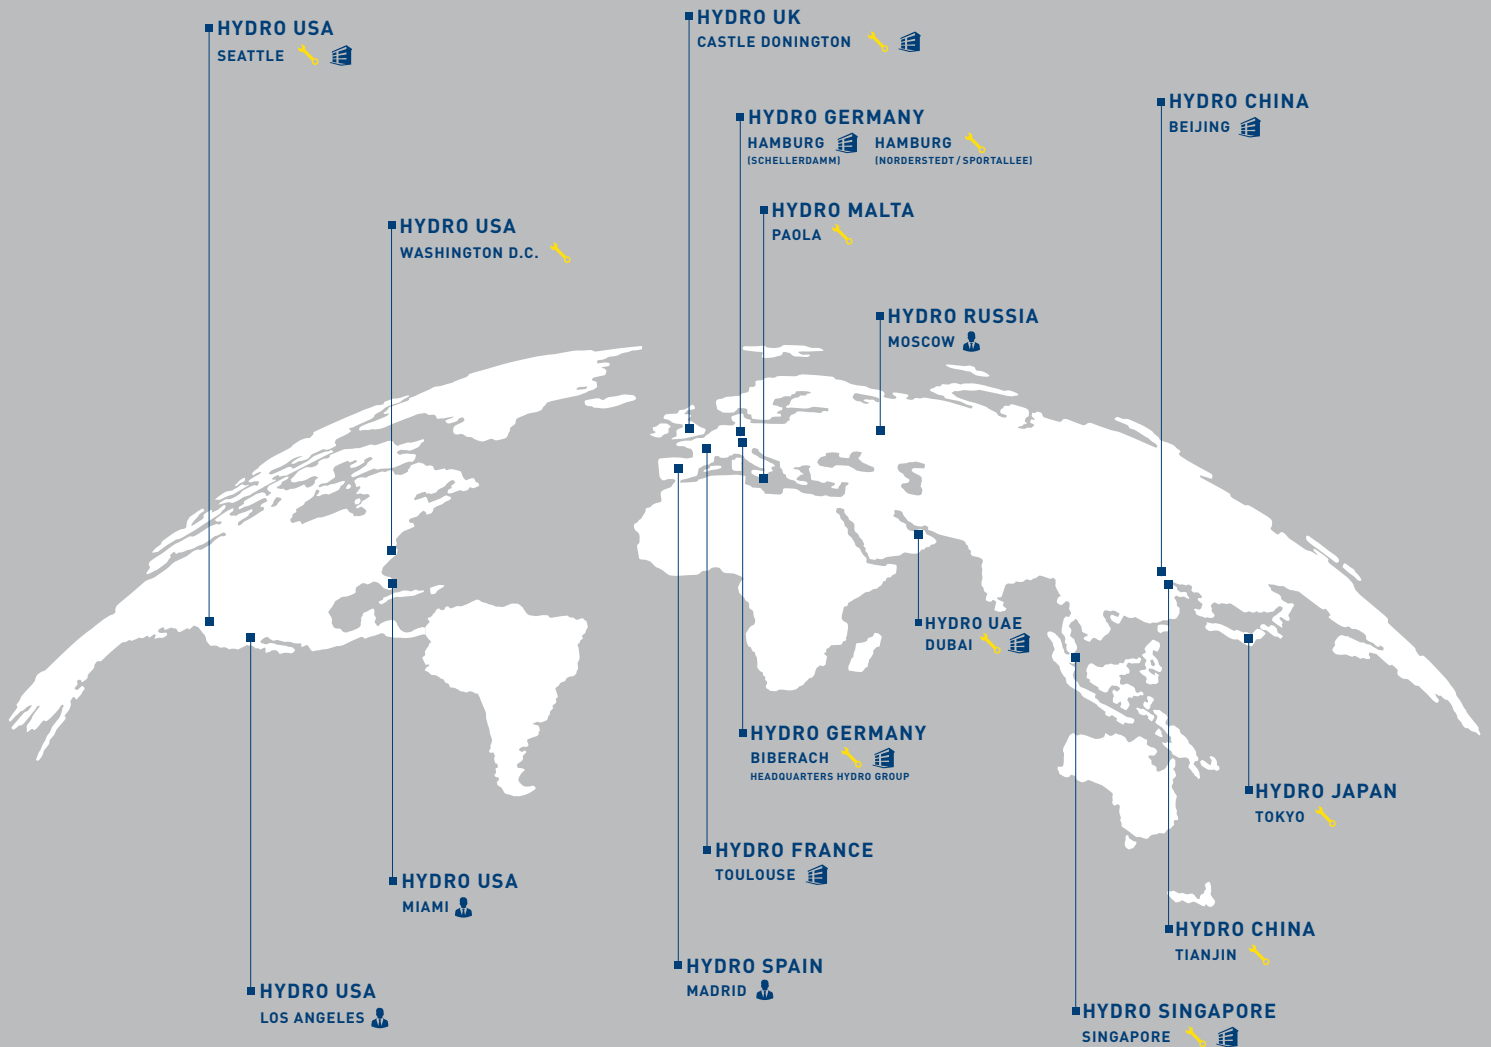 HYDRO USA
SEATTLE
HYDRO UK
CASTLE DONINGTON
HYDRO CHINA
BEIJING
HYDRO GERMANY
HAMBURG
(SCHELLERDAMM)
HAMBURG
(NORDERSTEDT / SPORTALLEE)
HYDRO MALTA
PAOLA
HYDRO USA
WASHINGTON D.C.
HYDRO RUSSIA
MOSCOW
HYDRO UAE
DUBAI
HYDRO GERMANY
BIBERACH
HEADQUARTERS HYDRO GROUP
HYDRO JAPAN
TOKYO
HYDRO FRANCE
TOULOUSE
HYDRO USA
MIAMI
HYDRO CHINA
TIANJIN
HYDRO SPAIN
MADRID
HYDRO USA
LOS ANGELES
HYDRO SINGAPORE
SINGAPORE